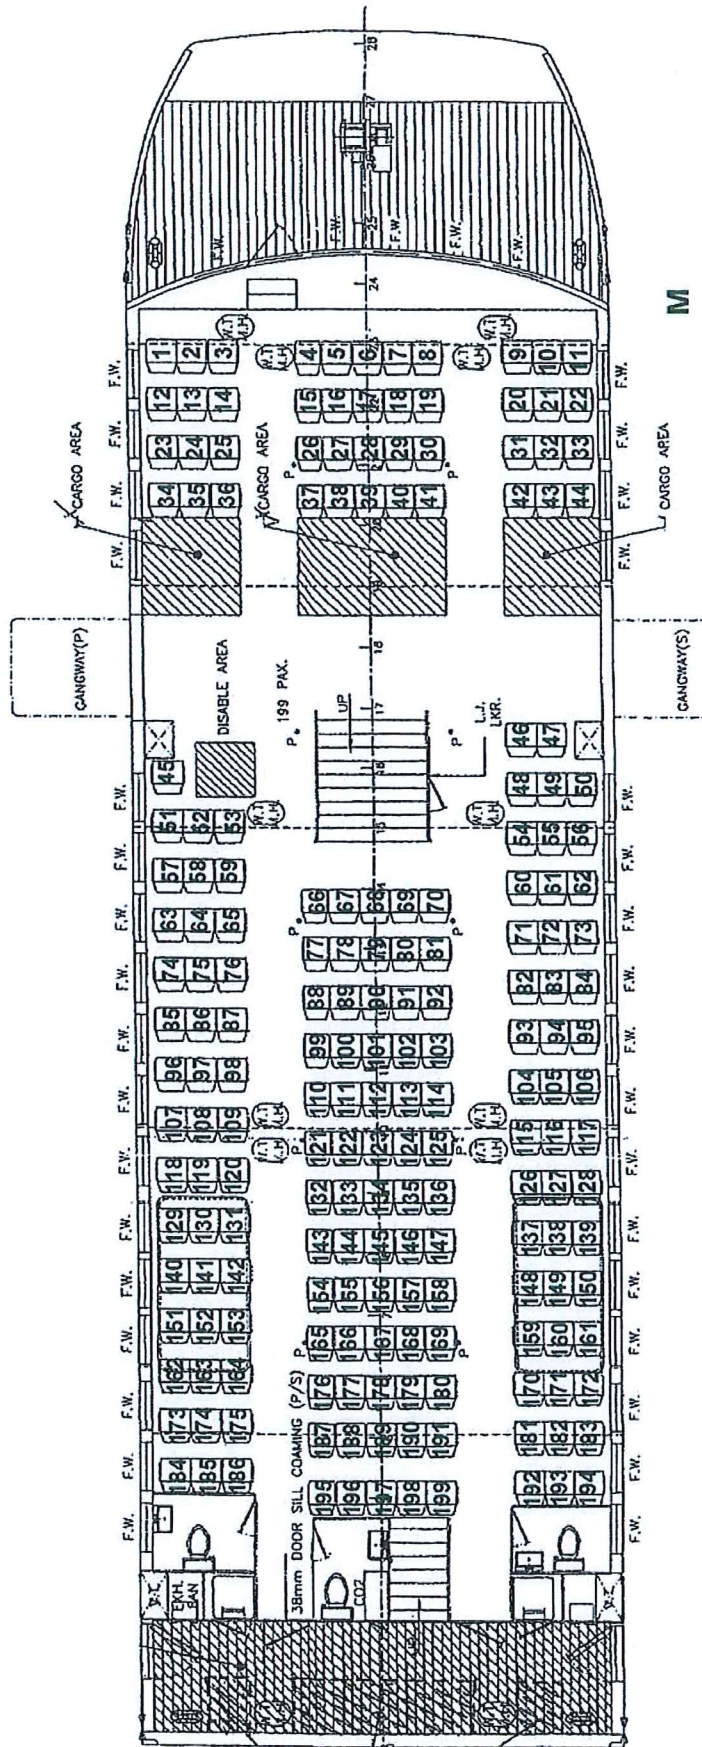 28
27
25
24
F.W. F.W. F.W. F.W. F.W.
M
W.T. M.H W.T. M.H
W.T. M.H W.T. M.H
1 2 3 4 5 6 7 8 9 10 11
F.W. F.W.
12 13 14 15 16 17 18 19 20 21 22
F.W. F.W.
23 24 25 26 27 28 29 30 31 32 33
P. P.
F.W. F.W.
34 35 36 37 38 39 40 41 42 43 44
F.W. F.W.
CARGO AREA CARGO AREA CARGO AREA
20
19
18
GANGWAY(P) GANGWAY(S)
DISABLE AREA
199 PAX.
UP
17
P. P.
L.J. LKR.
16
15
45 46 47
48 49 50
W.T. M.H W.T. M.H
51 52 53 54 55 56
57 58 59 60 61 62
63 64 65 66 67 68 69 70 71 72 73
P. P.
74 75 76 77 78 79 80 81 82 83 84
85 86 87 88 89 90 91 92 93 94 95
96 97 98 99 100 101 102 103 104 105 106
107 108 109 110 111 112 113 114 115 116 117
W.T. M.H W.T. M.H
W.T. M.H W.T. M.H
P. P.
118 119 120 121 122 123 124 125 126 127 128
129 130 131 132 133 134 135 136 137 138 139
140 141 142 143 144 145 146 147 148 149 150
151 152 153 154 155 156 157 158 159 160 161
162 163 164 165 166 167 168 169 170 171 172
P. P.
173 174 175 176 177 178 179 180 181 182 183
184 185 186 187 188 189 190 191 192 193 194
195 196 197 198 199
F.W. F.W.
38mm DOOR SILL COAMING (P/S)
CO2